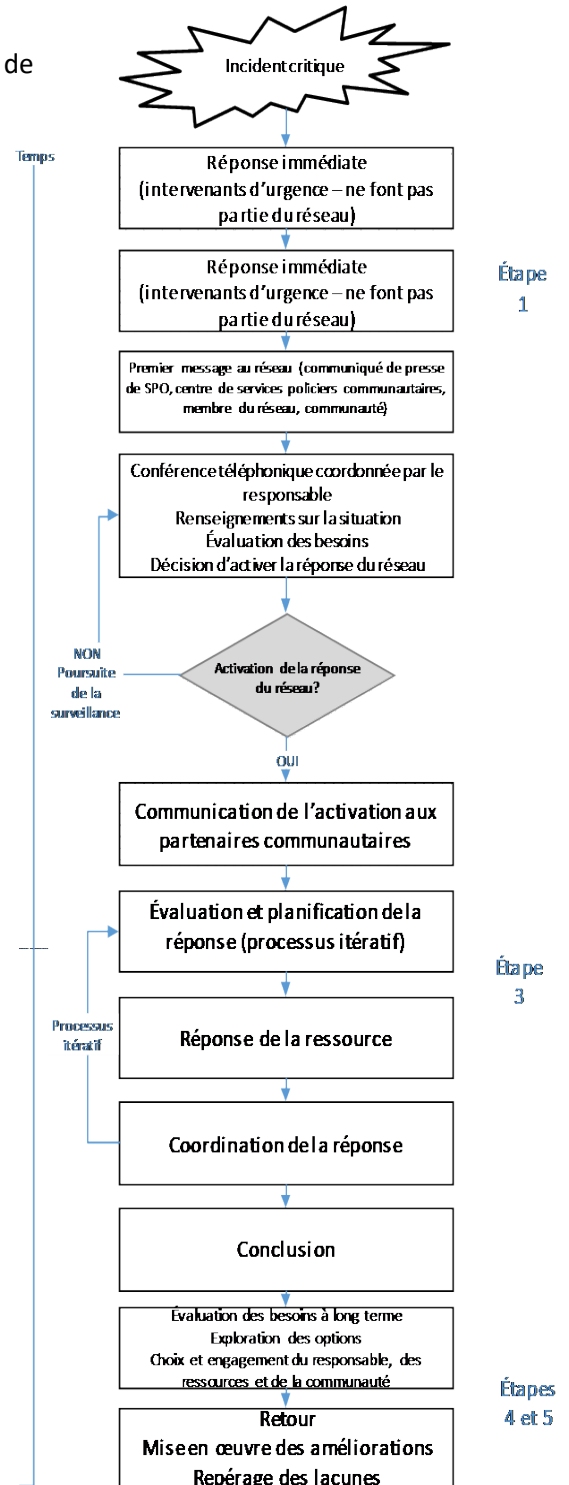 de
Incident critique
Temps
Réponse immédiate
(intervenants d'urgence – ne font pas
partie du réseau)
Réponse immédiate
(intervenants d'urgence – ne font pas
partie du réseau)
Étape
1
Premier message au réseau (communiqué de presse
de SPO, centre de services policiers communautaires,
membre du réseau, communauté)
Conférence téléphonique coordonnée par le
responsable
Renseignements sur la situation
Évaluation des besoins
Décision d'activer la réponse du réseau
Activation de la réponse
du réseau?
NON
Poursuite
de la
surveillance
OUI
Communication de l'activation aux
partenaires communautaires
Évaluation et planification de la
réponse (processus itératif)
Étape
3
Processus
itératif
Réponse de la ressource
Coordination de la réponse
Conclusion
Évaluation des besoins à long terme
Exploration des options
Choix et engagement du responsable, des
ressources et de la communauté
Étapes
4 et 5
Retour
Mise en œuvre des améliorations
Repérage des lacunes